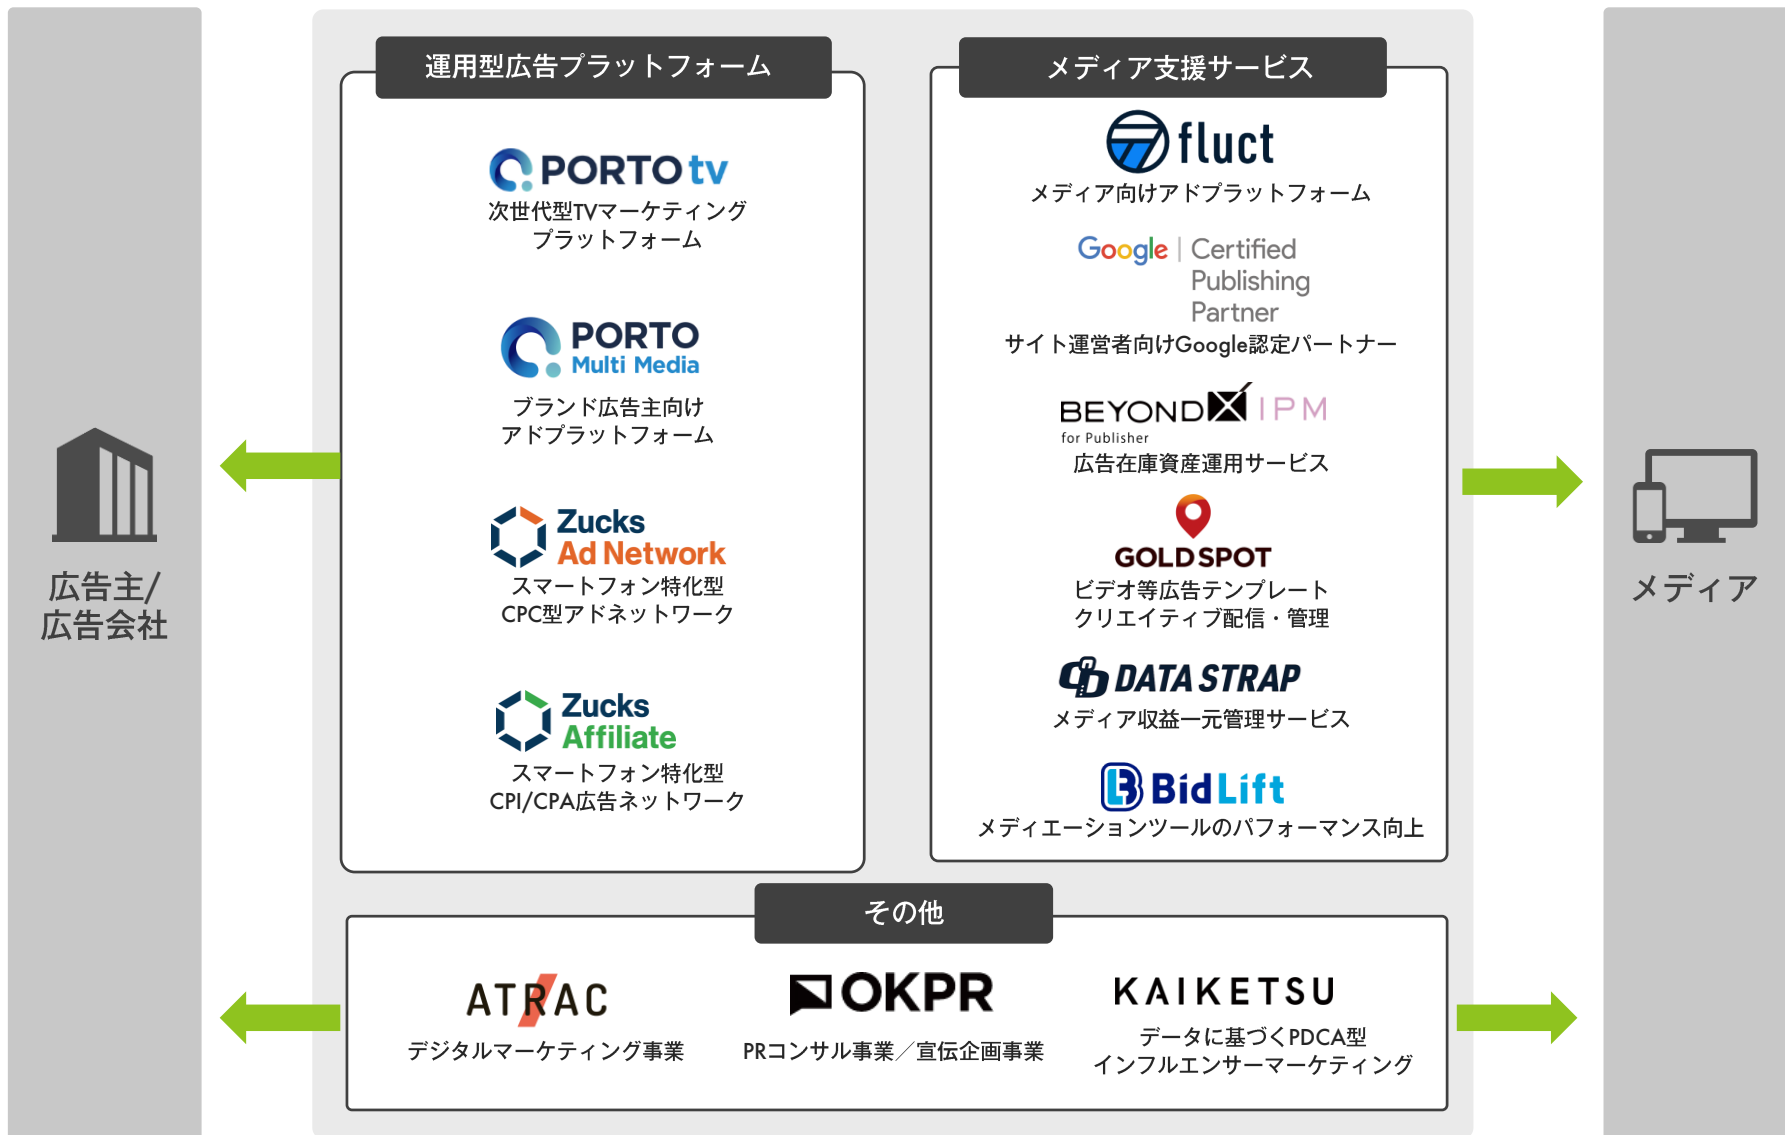 広告主/
広告会社
運用型広告プラットフォーム
PORTO tv
次世代型TVマーケティング
プラットフォーム
PORTO
Multi Media
ブランド広告主向け
アドプラットフォーム
Zucks
Ad Network
スマートフォン特化型
CPC型アドネットワーク
Zucks
Affiliate
スマートフォン特化型
CPI/CPA広告ネットワーク
メディア支援サービス
fluct
メディア向けアドプラットフォーム
Google | Certified
Publishing
Partner
サイト運営者向けGoogle認定パートナー
BEYOND X IPM
for Publisher
広告在庫資産運用サービス
GOLD SPOT
ビデオ等広告テンプレート
クリエイティブ配信・管理
DATA STRAP
メディア収益一元管理サービス
BidLift
メディエーションツールのパフォーマンス向上
その他
ATRAC
デジタルマーケティング事業
OKPR
PRコンサル事業／宣伝企画事業
KAIKETSU
データに基づくPDCA型
インフルエンサーマーケティング
メディア